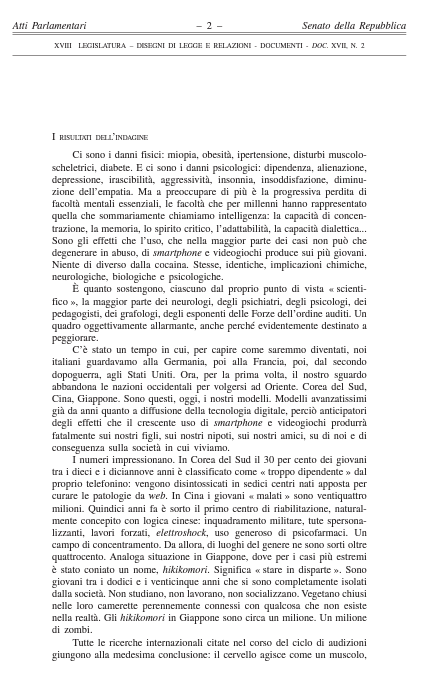 Atti Parlamentari – 2 – Senato della Repubblica
XVIII LEGISLATURA – DISEGNI DI LEGGE E RELAZIONI - DOCUMENTI - DOC. XVII, N. 2
I RISULTATI DELL'INDAGINE
Ci sono i danni fisici: miopia, obesità, ipertensione, disturbi muscolo-
scheletrici, diabete. E ci sono i danni psicologici: dipendenza, alienazione,
depressione, irascibilità, aggressività, insonnia, insoddisfazione, diminu-
zione dell'empatia. Ma a preoccupare di più è la progressiva perdita di
facoltà mentali essenziali, le facoltà che per millenni hanno rappresentato
quella che sommariamente chiamiamo intelligenza: la capacità di concen-
trazione, la memoria, lo spirito critico, l'adattabilità, la capacità dialettica...
Sono gli effetti che l'uso, che nella maggior parte dei casi non può che
degenerare in abuso, di smartphone e videogiochi produce sui più giovani.
Niente di diverso dalla cocaina. Stesse, identiche, implicazioni chimiche,
neurologiche, biologiche e psicologiche.
È quanto sostengono, ciascuno dal proprio punto di vista « scienti-
fico », la maggior parte dei neurologi, degli psichiatri, degli psicologi, dei
pedagogisti, dei grafologi, degli esponenti delle Forze dell'ordine auditi. Un
quadro oggettivamente allarmante, anche perché evidentemente destinato a
peggiorare.
C'è stato un tempo in cui, per capire come saremmo diventati, noi
italiani guardavamo alla Germania, poi alla Francia, poi, dal secondo
dopoguerra, agli Stati Uniti. Ora, per la prima volta, il nostro sguardo
abbandona le nazioni occidentali per volgersi ad Oriente. Corea del Sud,
Cina, Giappone. Sono questi, oggi, i nostri modelli. Modelli avanzatissimi
già da anni quanto a diffusione della tecnologia digitale, perciò anticipatori
degli effetti che il crescente uso di smartphone e videogiochi produrrà
fatalmente sui nostri figli, sui nostri nipoti, sui nostri amici, su di noi e di
conseguenza sulla società in cui viviamo.
I numeri impressionano. In Corea del Sud il 30 per cento dei giovani
tra i dieci e i diciannove anni è classificato come « troppo dipendente » dal
proprio telefonino: vengono disintossicati in sedici centri nati apposta per
curare le patologie da web. In Cina i giovani « malati » sono ventiquattro
milioni. Quindici anni fa è sorto il primo centro di riabilitazione, natural-
mente concepito con logica cinese: inquadramento militare, tute spersona-
lizzanti, lavori forzati, elettroshock, uso generoso di psicofarmaci. Un
campo di concentramento. Da allora, di luoghi del genere ne son sorti oltre
quattrocento. Analoga situazione in Giappone, dove per i casi più estremi
è stato coniato un nome, hikikomori. Significa « stare in disparte ». Sono
giovani tra i dodici e i venticinque anni che si sono completamente isolati
dalla società. Non studiano, non lavorano, non socializzano. Vegetano chiusi
nelle loro camerette perennemente connessi con qualcosa che non esiste
nella realtà. Gli hikikomori in Giappone sono circa un milione. Un milione
di zombi.
Tutte le ricerche internazionali citate nel corso del ciclo di audizioni
giungono alla medesima conclusione: il cervello agisce come un muscolo,